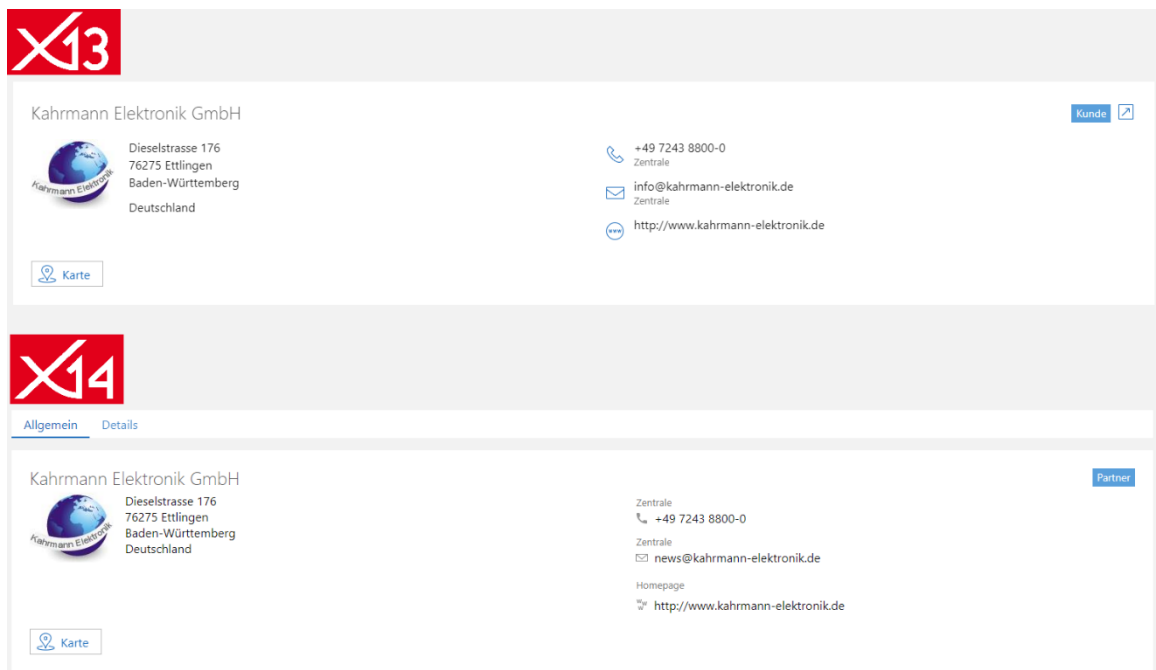 X13
Kahrmann Elektronik GmbH
Kunde
Kahrmann Elektronik
Dieselstrasse 176
76275 Ettlingen
Baden-Württemberg
Deutschland
+49 7243 8800-0
Zentrale
info@kahrmann-elektronik.de
Zentrale
www
http://www.kahrmann-elektronik.de
Karte
X14
Allgemein Details
Kahrmann Elektronik GmbH
Partner
Kahrmann Elektronik
Dieselstrasse 176
76275 Ettlingen
Baden-Württemberg
Deutschland
Zentrale
+49 7243 8800-0
Zentrale
news@kahrmann-elektronik.de
Homepage
www
http://www.kahrmann-elektronik.de
Karte